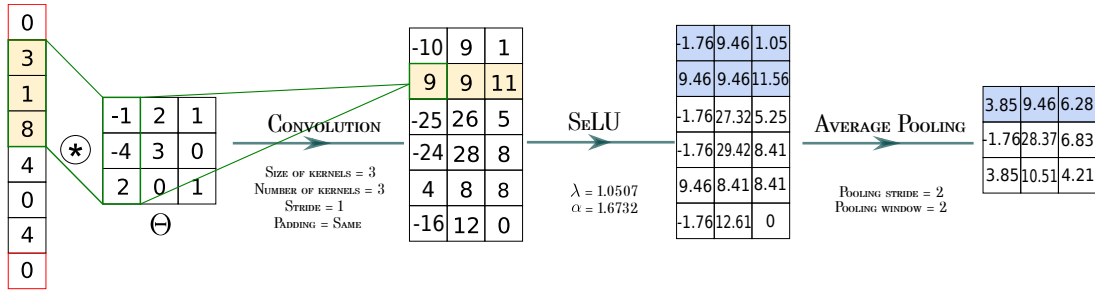 0
3
1
8
4
0
4
0
*
-1 2 1
-4 3 0
2 0 1
Θ
Convolution
Size of kernels = 3
Number of kernels = 3
Stride = 1
Padding = Same
-10 9 1
9 9 11
-25 26 5
-24 28 8
4 8 8
-16 12 0
SeLU
λ = 1.0507
α = 1.6732
-1.76 9.46 1.05
9.46 9.46 11.56
-1.76 27.32 5.25
-1.76 29.42 8.41
9.46 8.41 8.41
-1.76 12.61 0
Average Pooling
Pooling stride = 2
Pooling window = 2
3.85 9.46 6.28
-1.76 28.37 6.83
3.85 10.51 4.21